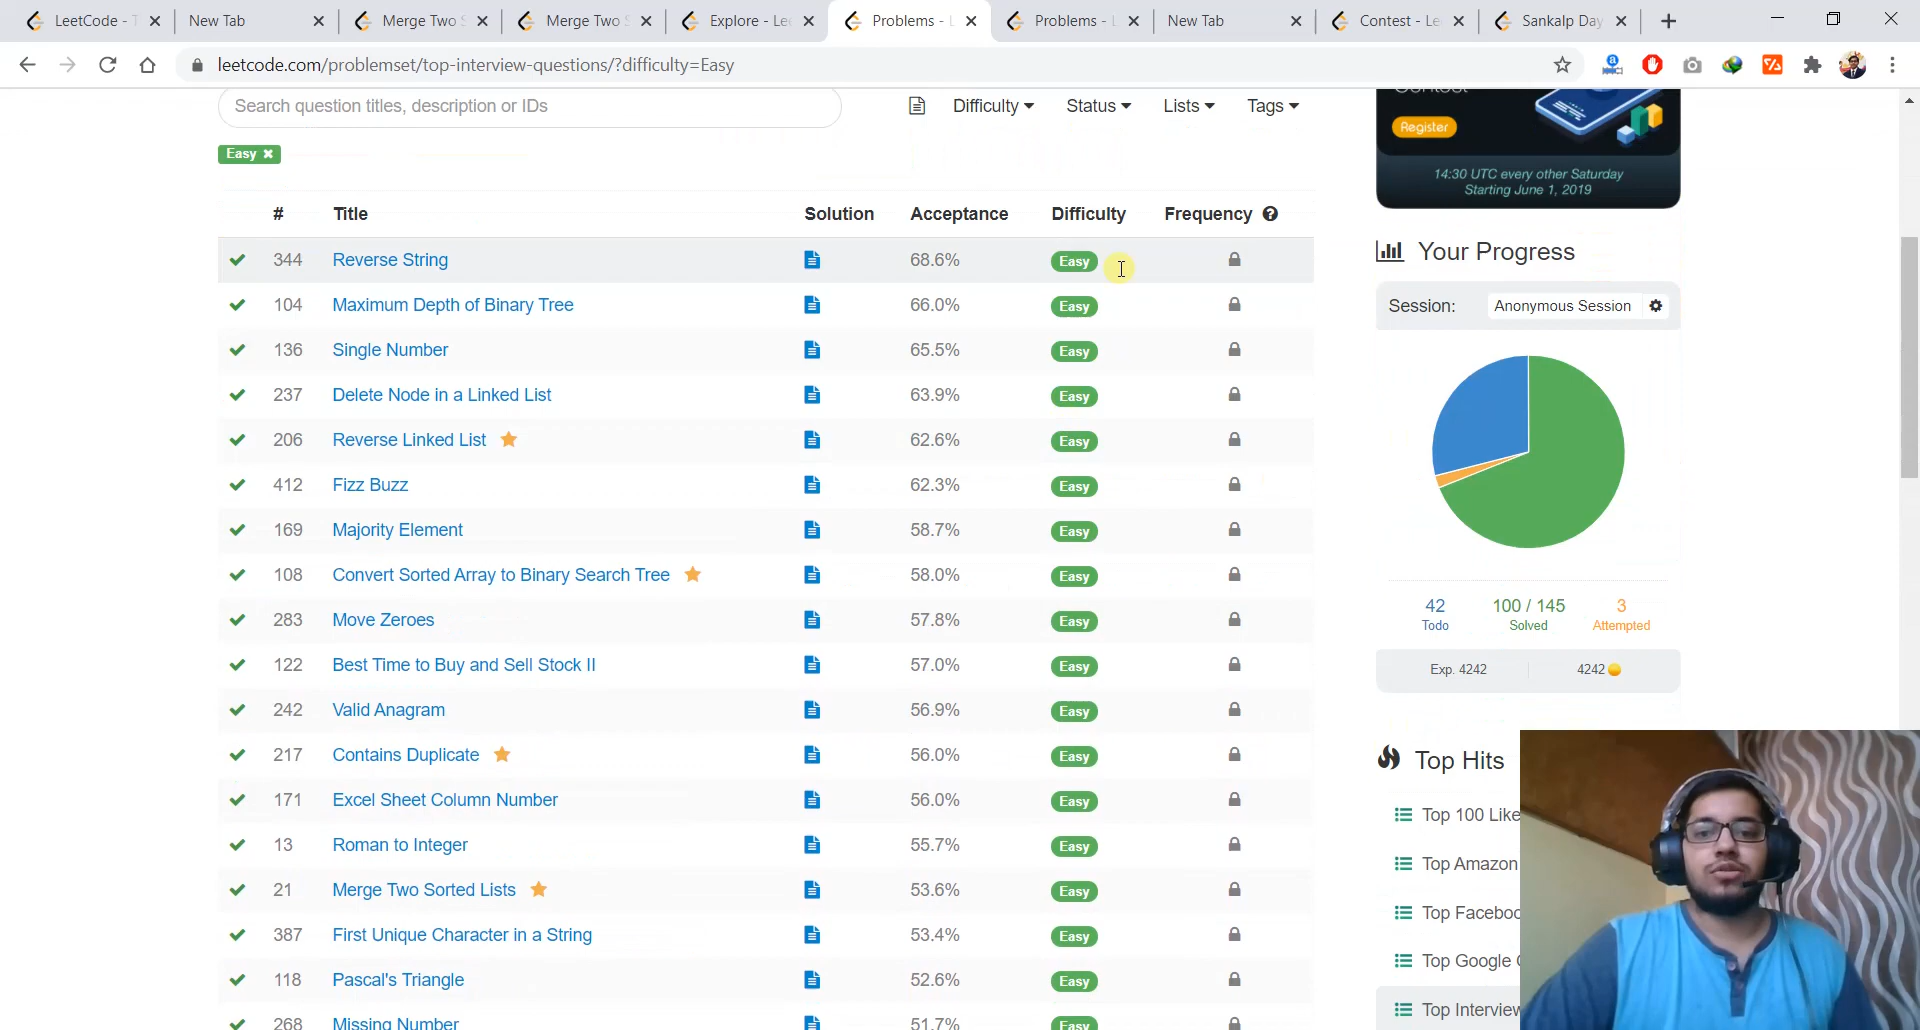 LeetCode - T
New Tab
Merge Two S
Merge Two S
Explore - Lee
Problems - L
Problems - L
New Tab
Contest - Le
Sankalp Day
leetcode.com/problemset/top-interview-questions/?difficulty=Easy
Search question titles, description or IDs
Difficulty
Status
Lists
Tags
Easy
# Title Solution Acceptance Difficulty Frequency
344 Reverse String 68.6% Easy
104 Maximum Depth of Binary Tree 66.0% Easy
136 Single Number 65.5% Easy
237 Delete Node in a Linked List 63.9% Easy
206 Reverse Linked List 62.6% Easy
412 Fizz Buzz 62.3% Easy
169 Majority Element 58.7% Easy
108 Convert Sorted Array to Binary Search Tree 58.0% Easy
283 Move Zeroes 57.8% Easy
122 Best Time to Buy and Sell Stock II 57.0% Easy
242 Valid Anagram 56.9% Easy
217 Contains Duplicate 56.0% Easy
171 Excel Sheet Column Number 56.0% Easy
13 Roman to Integer 55.7% Easy
21 Merge Two Sorted Lists 53.6% Easy
387 First Unique Character in a String 53.4% Easy
118 Pascal's Triangle 52.6% Easy
268 Missing Number 51.7% Easy
Contest
Register
14:30 UTC every other Saturday
Starting June 1, 2019
Your Progress
Session: Anonymous Session
42 100 / 145 3
Todo Solved Attempted
Exp. 4242 4242
Top Hits
Top 100 Like
Top Amazon
Top Faceboo
Top Google
Top Interview